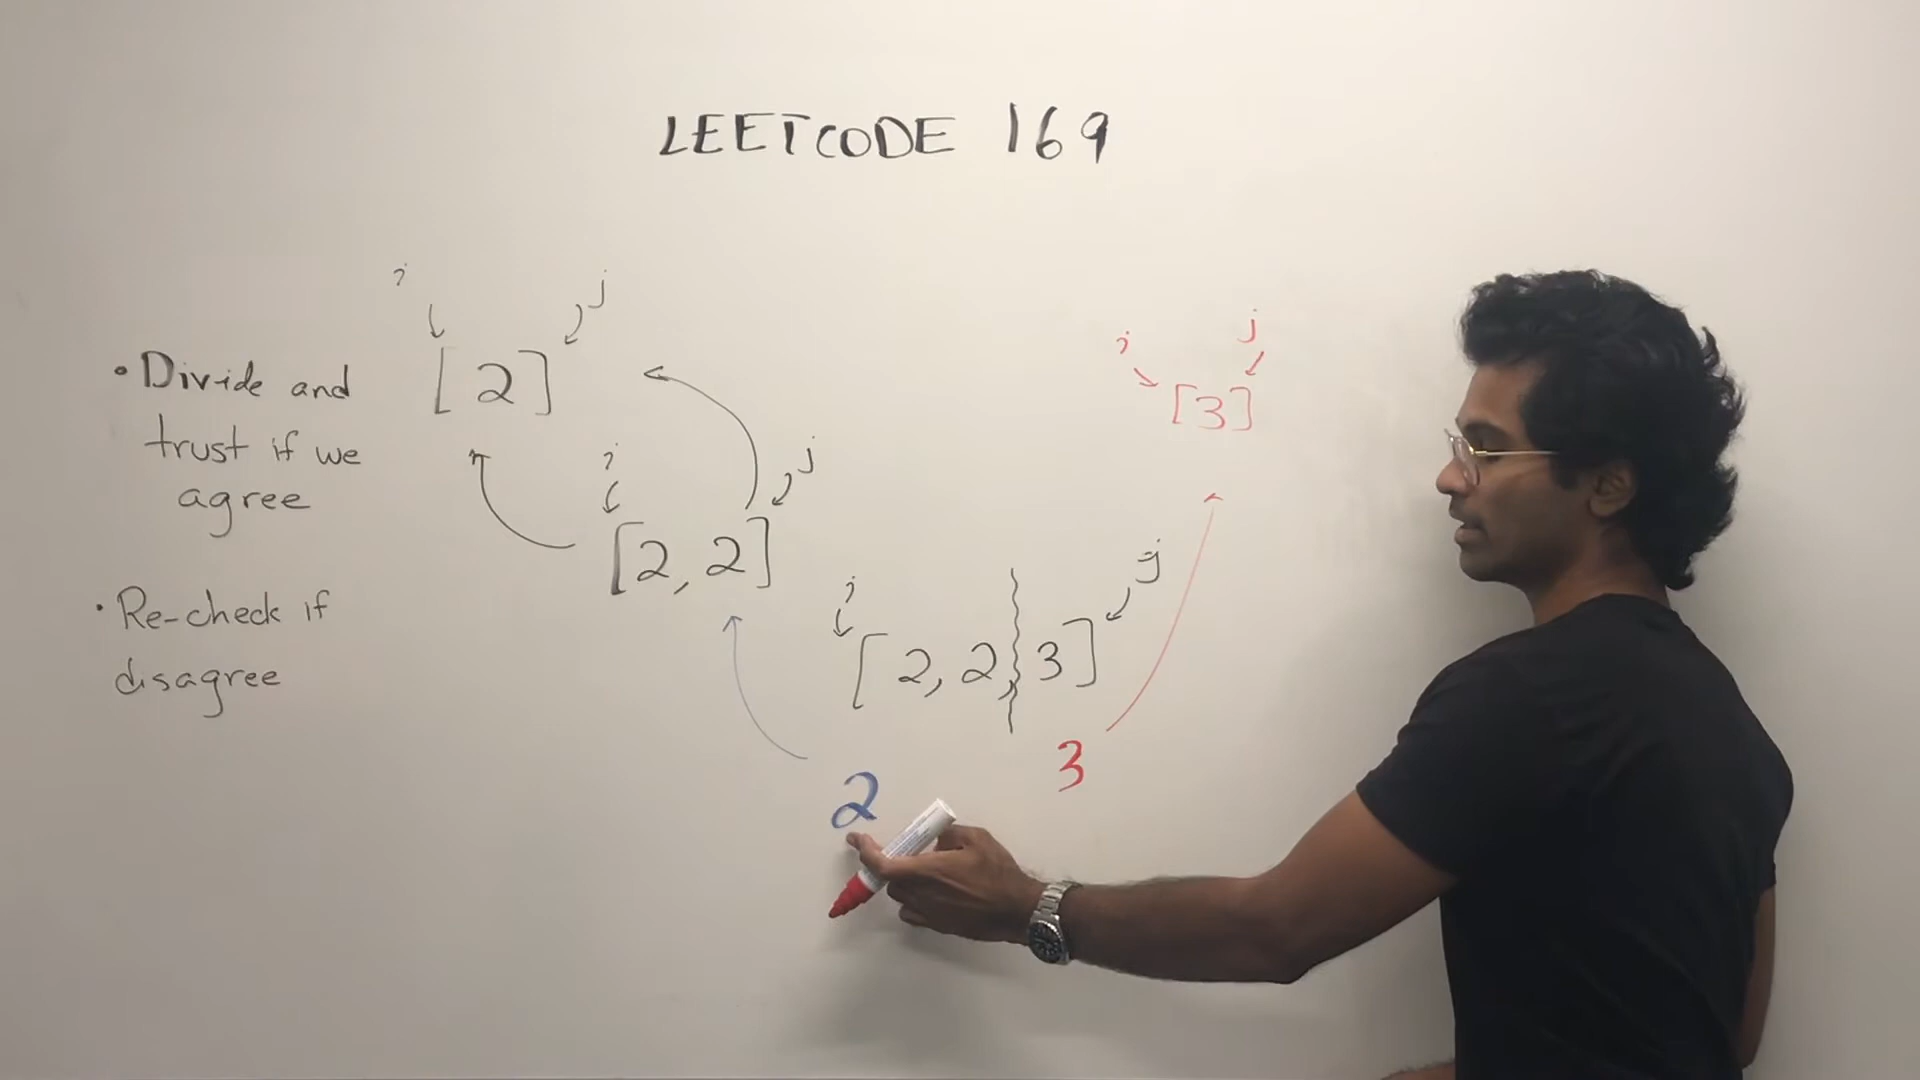 LEETCODE 169
• Divide and
trust if we
agree
• Re-check if
disagree
i j
[2]
i j
[2, 2]
i j
[2, 2, 3]
i j
[3]
2 3